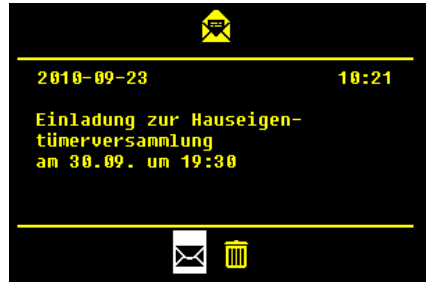 2010-09-23 10:21
Einladung zur Hauseigen-
tümerversammlung
am 30.09. um 19:30